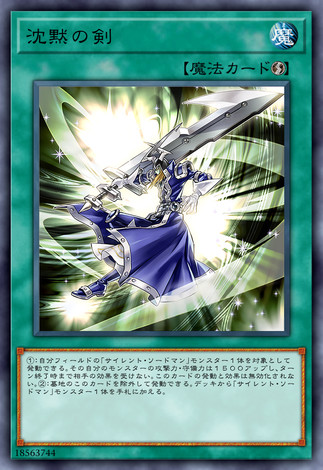 沈黙の剣
魔
【魔法カード】
①:自分フィールドの「サイレント・ソードマン」モンスター1体を対象として
発動できる。その自分のモンスターの攻撃力・守備力は1500アップし、ター
ン終了時まで相手の効果を受けない。このカードの発動と効果は無効化されな
い。②:墓地のこのカードを除外して発動できる。デッキから「サイレント・ソー
ドマン」モンスター1体を手札に加える。
18563744